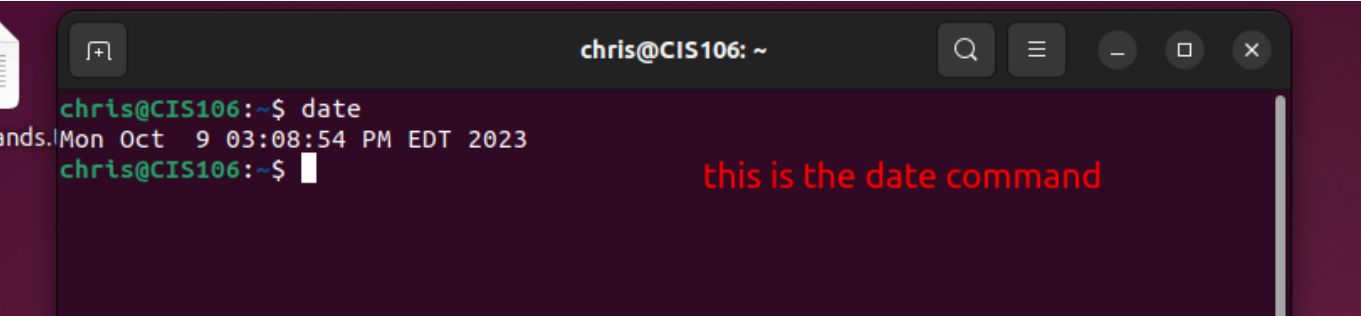 chris@CIS106: ~
chris@CIS106:~$ date
ands.
Mon Oct  9 03:08:54 PM EDT 2023
chris@CIS106:~$
this is the date command